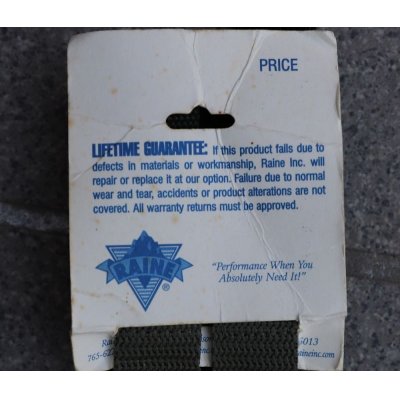 PRICE
LIFETIME GUARANTEE: If this product fails due to
defects in materials or workmanship, Raine Inc. will
repair or replace it at our option. Failure due to normal
wear and tear, accidents or product alterations are not
covered. All warranty returns must be approved.
RAINE
"Performance When You
Absolutely Need It!"